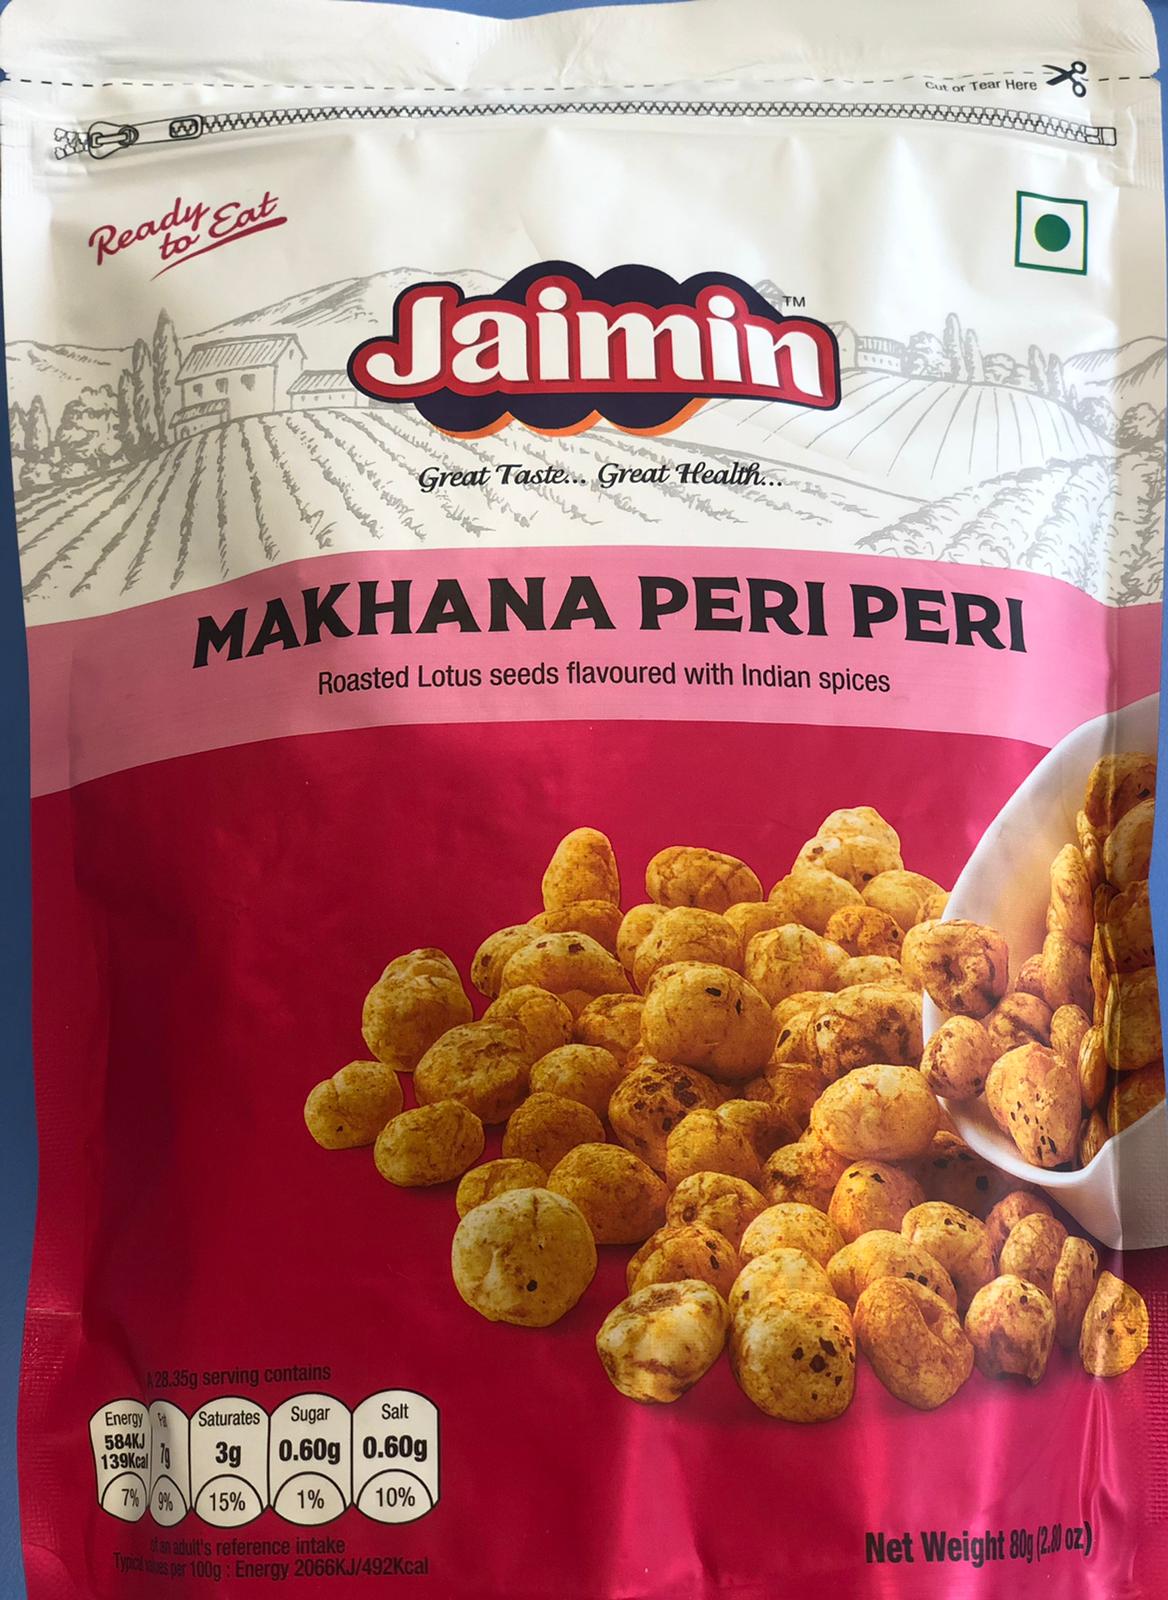 Cut or Tear Here
Ready
to Eat
Jaimin™
Great Taste... Great Health...
MAKHANA PERI PERI
Roasted Lotus seeds flavoured with Indian spices
A 28.35g serving contains
Energy Fat Saturates Sugar Salt
584KJ
139Kcal 7g 3g 0.60g 0.60g
7% 9% 15% 1% 10%
of an adult's reference intake
Typical values per 100g : Energy 2066KJ/492Kcal
Net Weight 80g (2.80 oz)